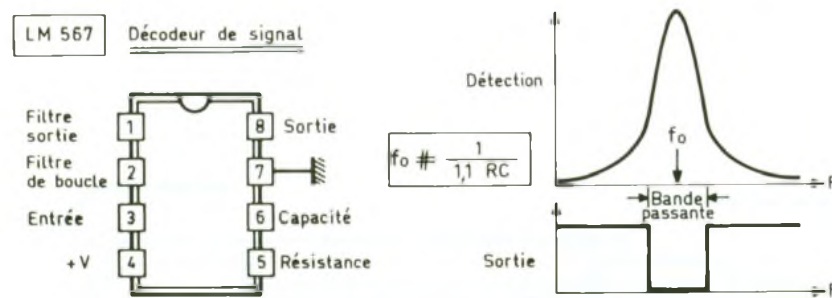 LM 567
Décodeur de signal
Filtre
sortie
1
8
Sortie
Filtre
de boucle
2
7
Entrée
3
6
Capacité
+V
4
5
Résistance
fo # 1
1,1 RC
Détection
fo
F
Bande
passante
Sortie
F